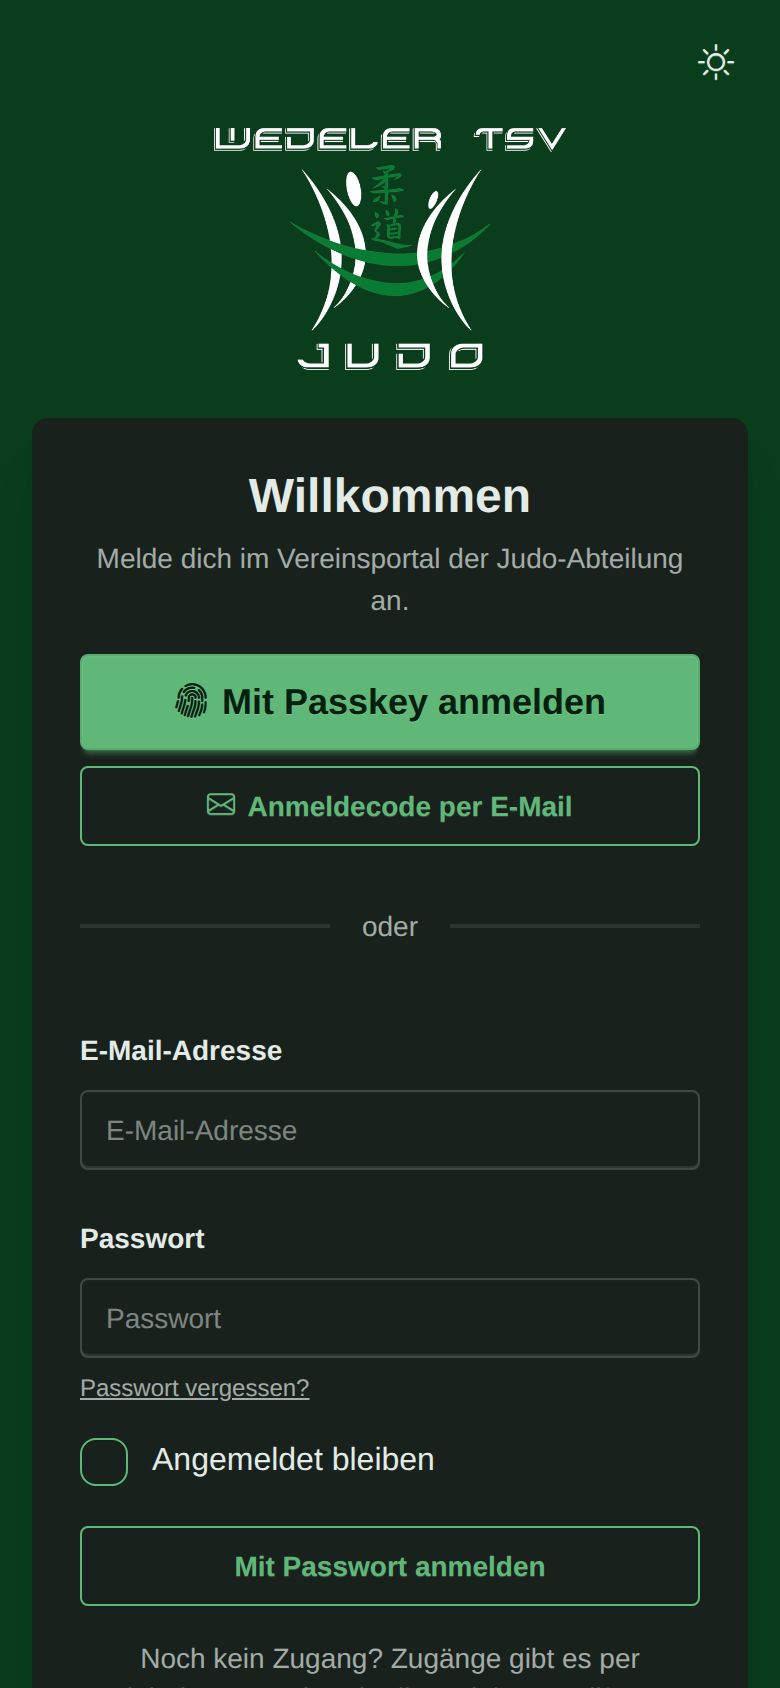 WEDELER TSV
柔
道
JUDO
Willkommen
Melde dich im Vereinsportal der Judo-Abteilung
an.
Mit Passkey anmelden
Anmeldecode per E-Mail
oder
E-Mail-Adresse
E-Mail-Adresse
Passwort
Passwort
Passwort vergessen?
Angemeldet bleiben
Mit Passwort anmelden
Noch kein Zugang? Zugänge gibt es per